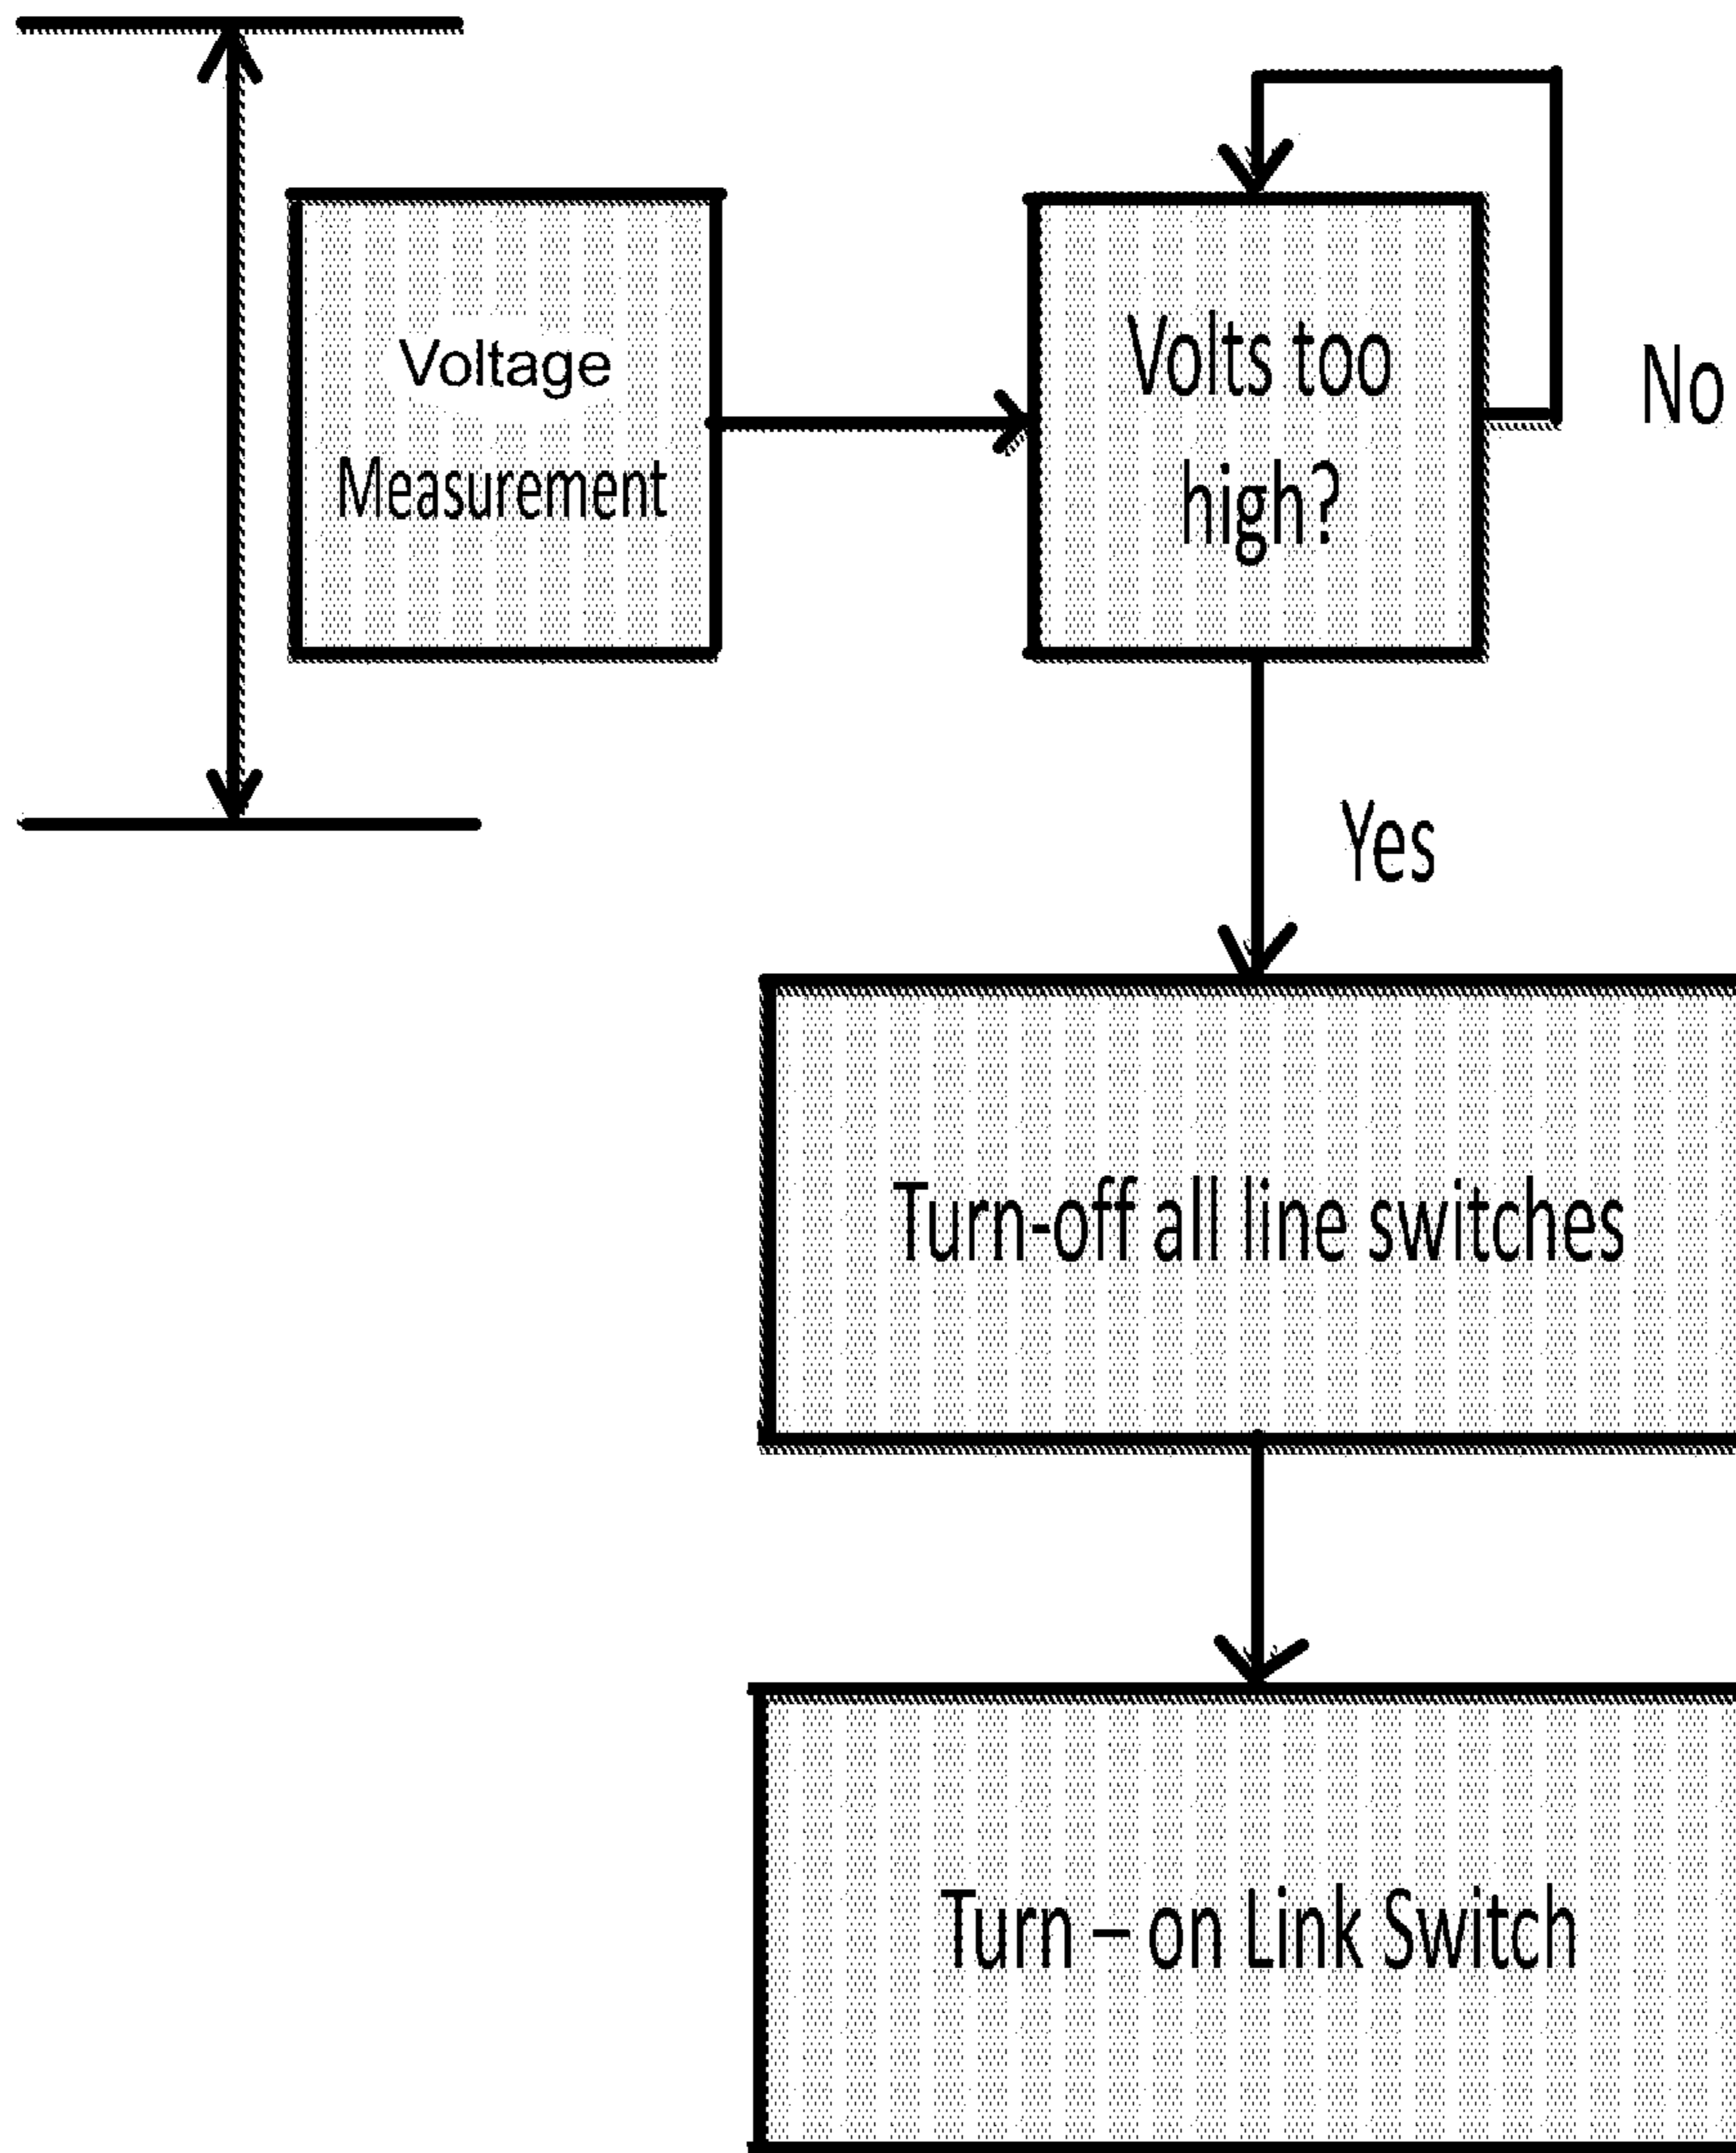 Voltage
Measurement
Volts too
high?
No
Yes
Turn-off all line switches
Turn – on Link Switch